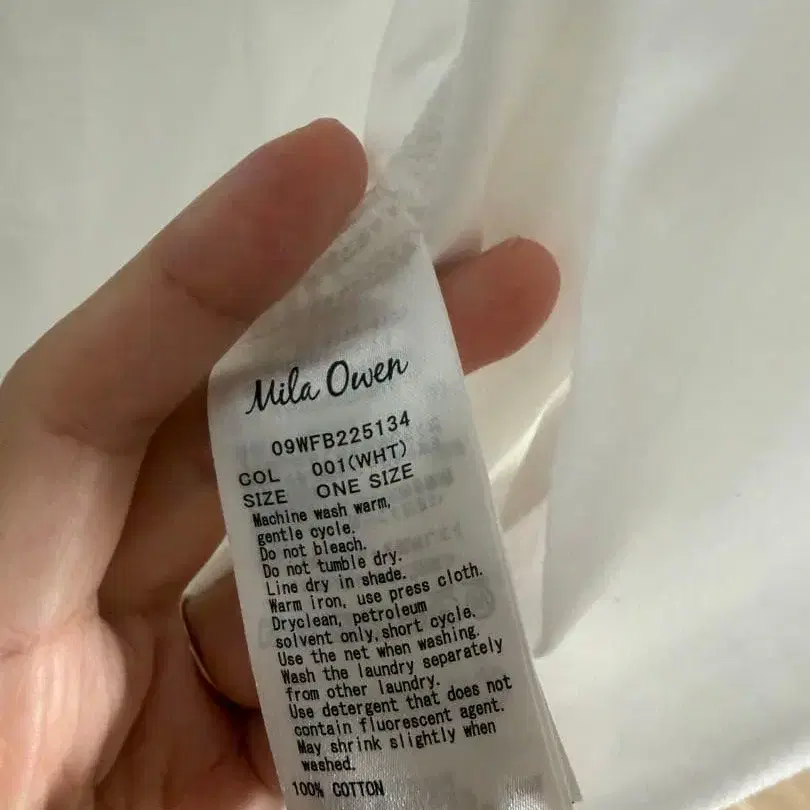 Mila Owen
09WFB225134
COL 001(WHT)
SIZE ONE SIZE
Machine wash warm,
gentle cycle.
Do not bleach.
Do not tumble dry.
Line dry in shade.
Warm iron, use press cloth.
Dryclean, petroleum
solvent only,short cycle.
Use the net when washing.
Wash the laundry separately
from other laundry.
Use detergent that does not
contain fluorescent agent.
May shrink slightly when
washed.
100% COTTON